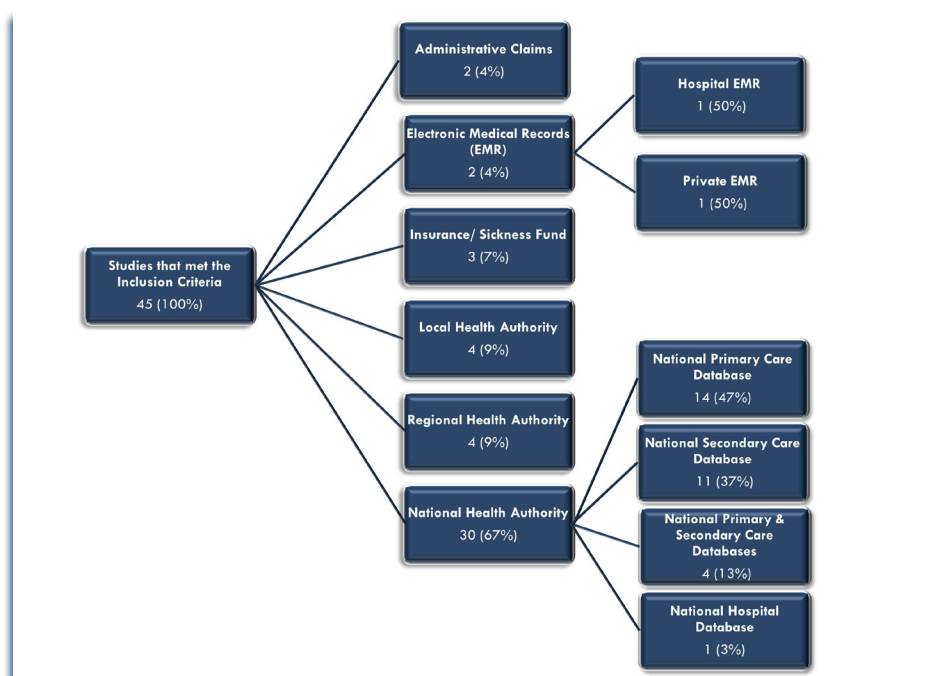 Studies that met the
Inclusion Criteria
45 (100%)
Administrative Claims
2 (4%)
Electronic Medical Records
(EMR)
2 (4%)
Hospital EMR
1 (50%)
Private EMR
1 (50%)
Insurance/ Sickness Fund
3 (7%)
Local Health Authority
4 (9%)
Regional Health Authority
4 (9%)
National Health Authority
30 (67%)
National Primary Care
Database
14 (47%)
National Secondary Care
Database
11 (37%)
National Primary &
Secondary Care
Databases
4 (13%)
National Hospital
Database
1 (3%)